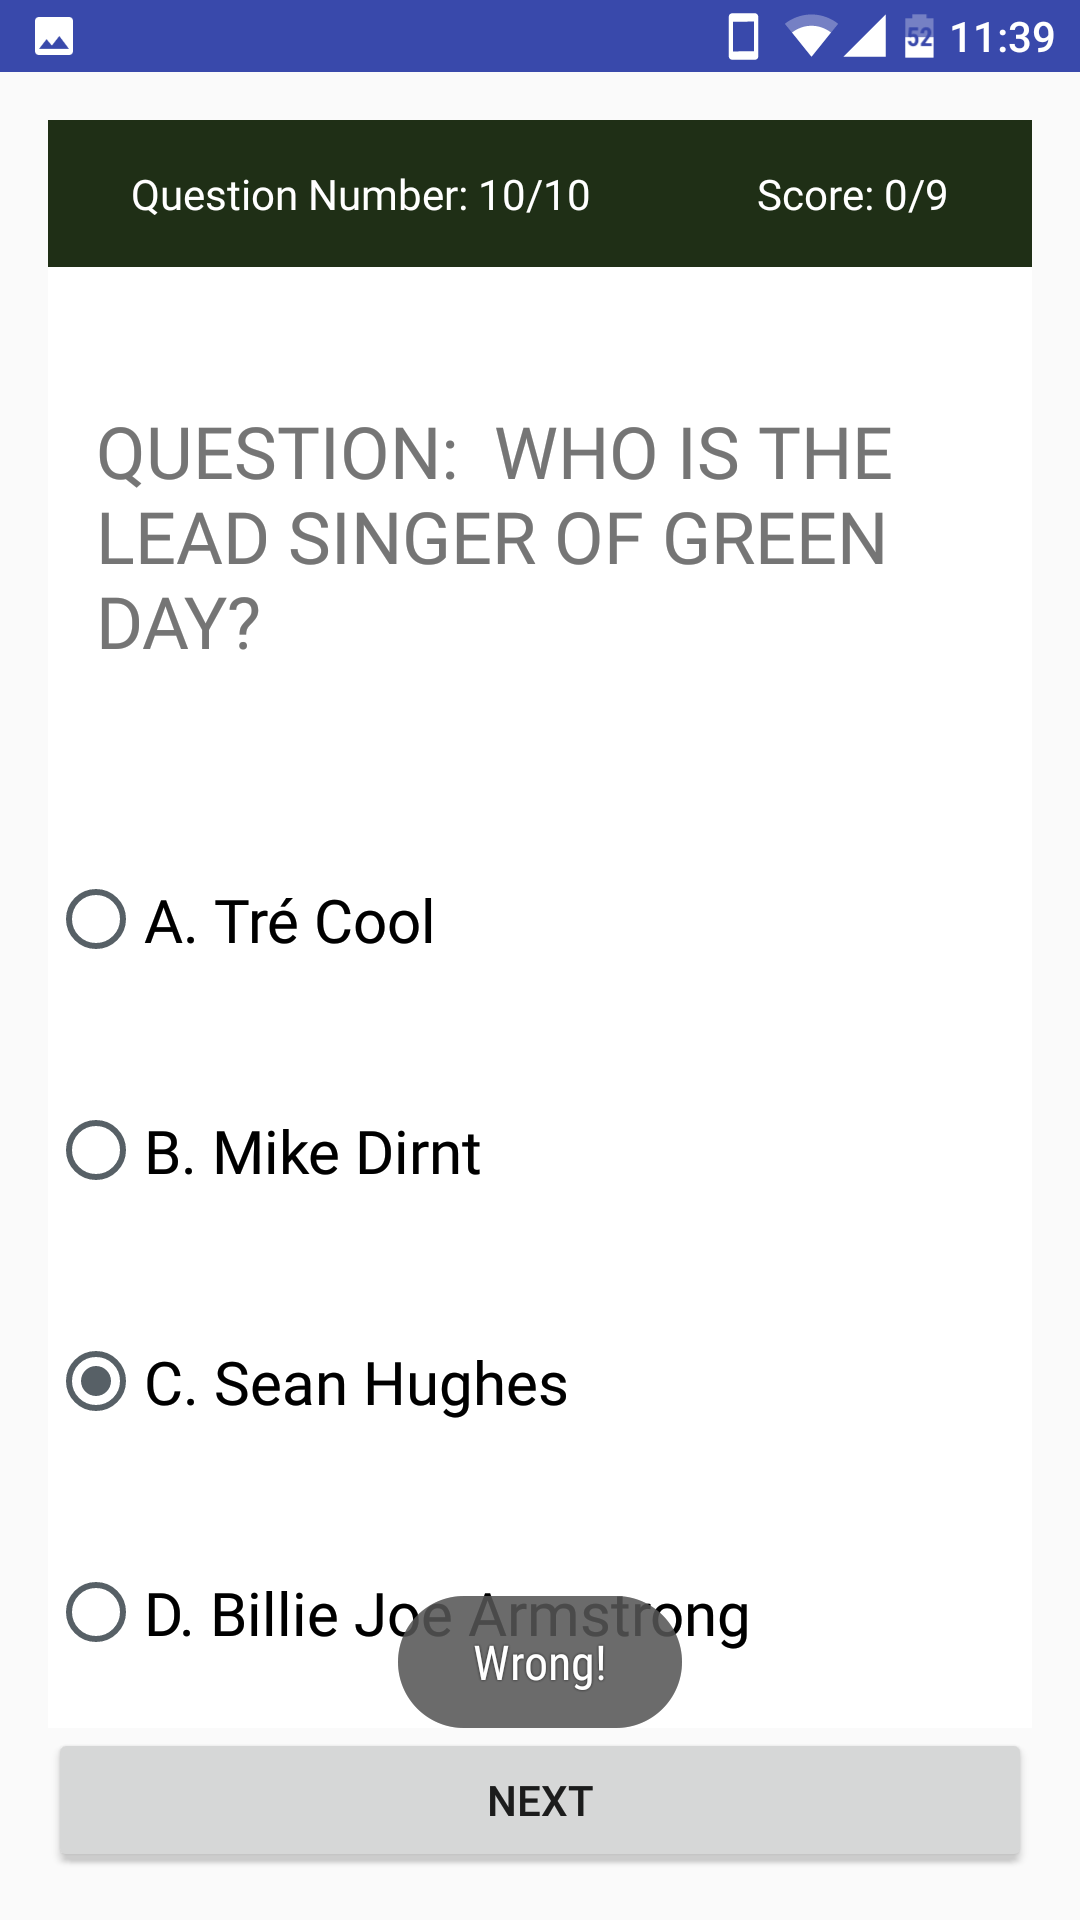 52 11:39
Question Number: 10/10 Score: 0/9
QUESTION:  WHO IS THE
LEAD SINGER OF GREEN
DAY?
A. Tré Cool
B. Mike Dirnt
C. Sean Hughes
D. Billie Joe Armstrong
Wrong!
NEXT